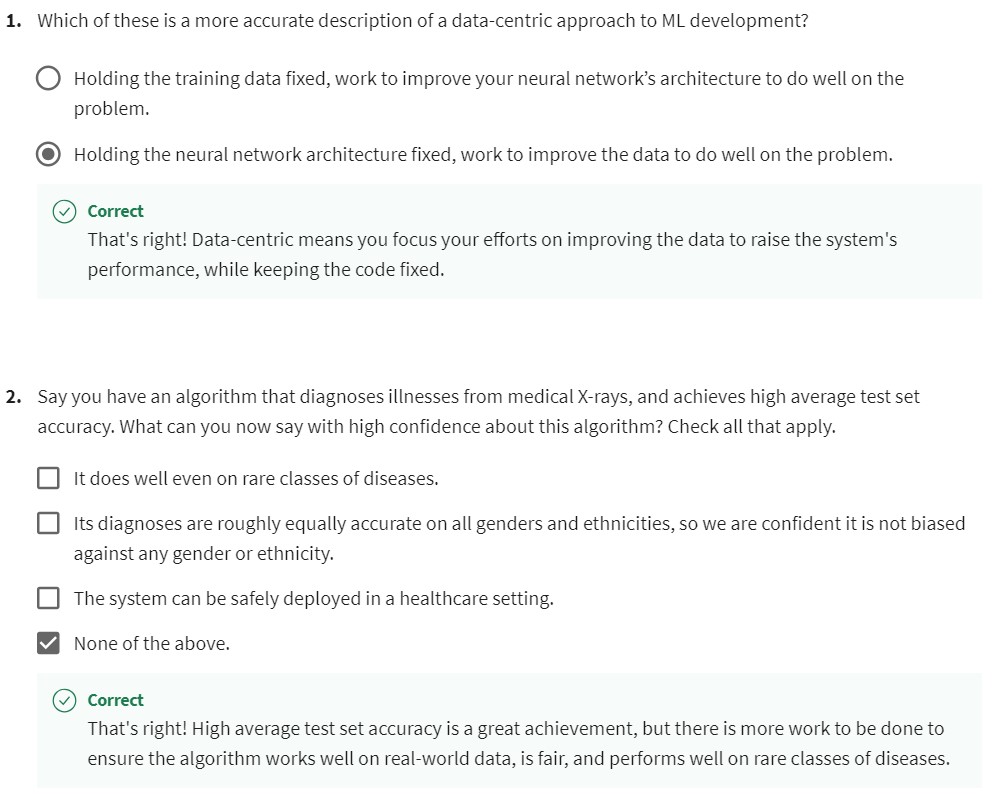 1. Which of these is a more accurate description of a data-centric approach to ML development?
Holding the training data fixed, work to improve your neural network’s architecture to do well on the
problem.
Holding the neural network architecture fixed, work to improve the data to do well on the problem.
Correct
That's right! Data-centric means you focus your efforts on improving the data to raise the system's
performance, while keeping the code fixed.
2. Say you have an algorithm that diagnoses illnesses from medical X-rays, and achieves high average test set
accuracy. What can you now say with high confidence about this algorithm? Check all that apply.
It does well even on rare classes of diseases.
Its diagnoses are roughly equally accurate on all genders and ethnicities, so we are confident it is not biased
against any gender or ethnicity.
The system can be safely deployed in a healthcare setting.
None of the above.
Correct
That's right! High average test set accuracy is a great achievement, but there is more work to be done to
ensure the algorithm works well on real-world data, is fair, and performs well on rare classes of diseases.